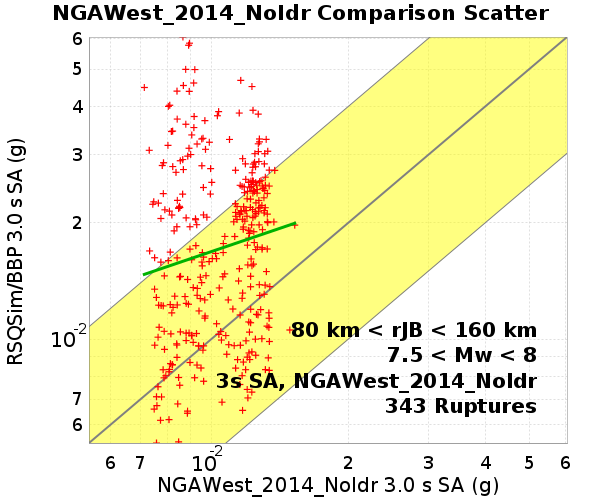 NGAWest_2014_NoIdr Comparison Scatter
RSQSim/BBP 3.0 s SA (g)
6
5
4
3
2
10⁻²
7
6
80 km < rJB < 160 km
7.5 < Mw < 8
3s SA, NGAWest_2014_NoIdr
343 Ruptures
6 7 10⁻² 2 3 4 5 6
NGAWest_2014_NoIdr 3.0 s SA (g)